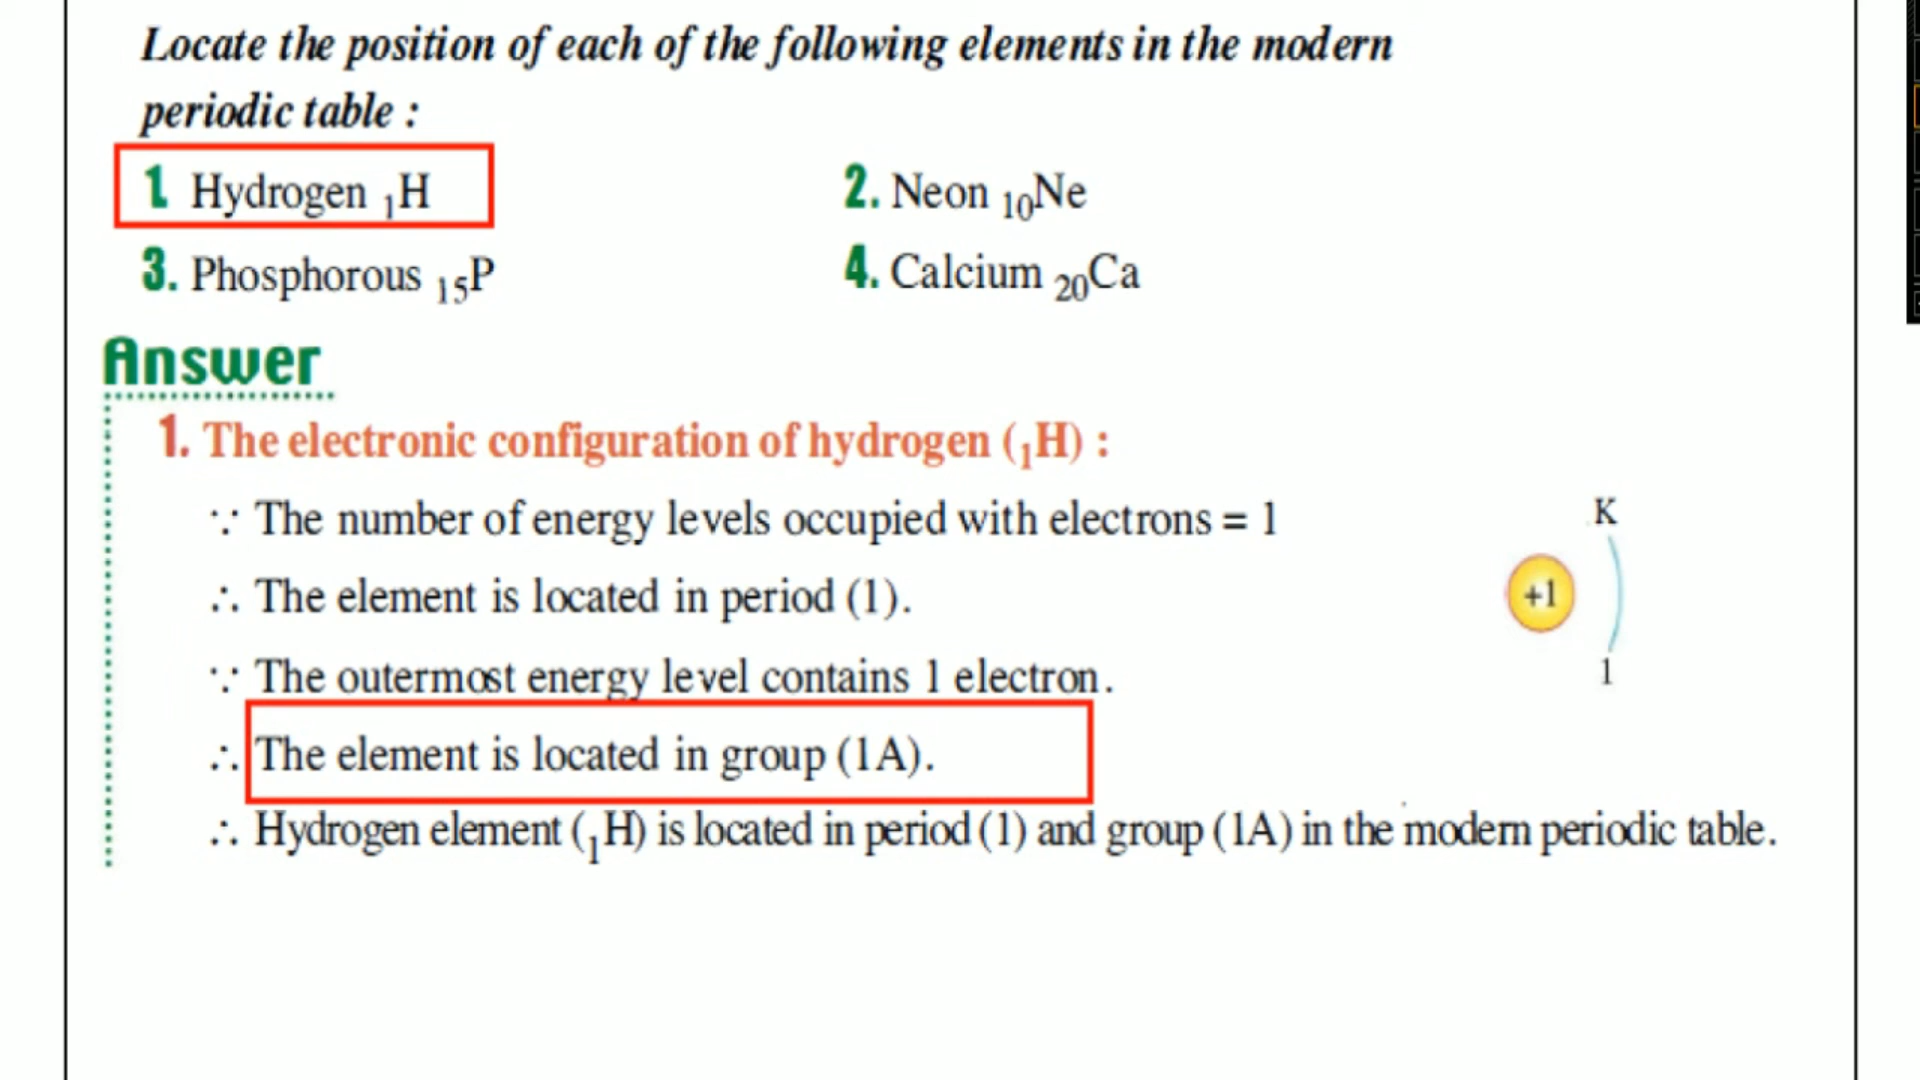 Locate the position of each of the following elements in the modern
periodic table :
1. Hydrogen ₁H
2. Neon ₁₀Ne
3. Phosphorous ₁₅P
4. Calcium ₂₀Ca
Answer
1. The electronic configuration of hydrogen (₁H) :
∵ The number of energy levels occupied with electrons = 1
∴ The element is located in period (1).
∵ The outermost energy level contains 1 electron.
∴ The element is located in group (1A).
∴ Hydrogen element (₁H) is located in period (1) and group (1A) in the modern periodic table.
K
+1
1